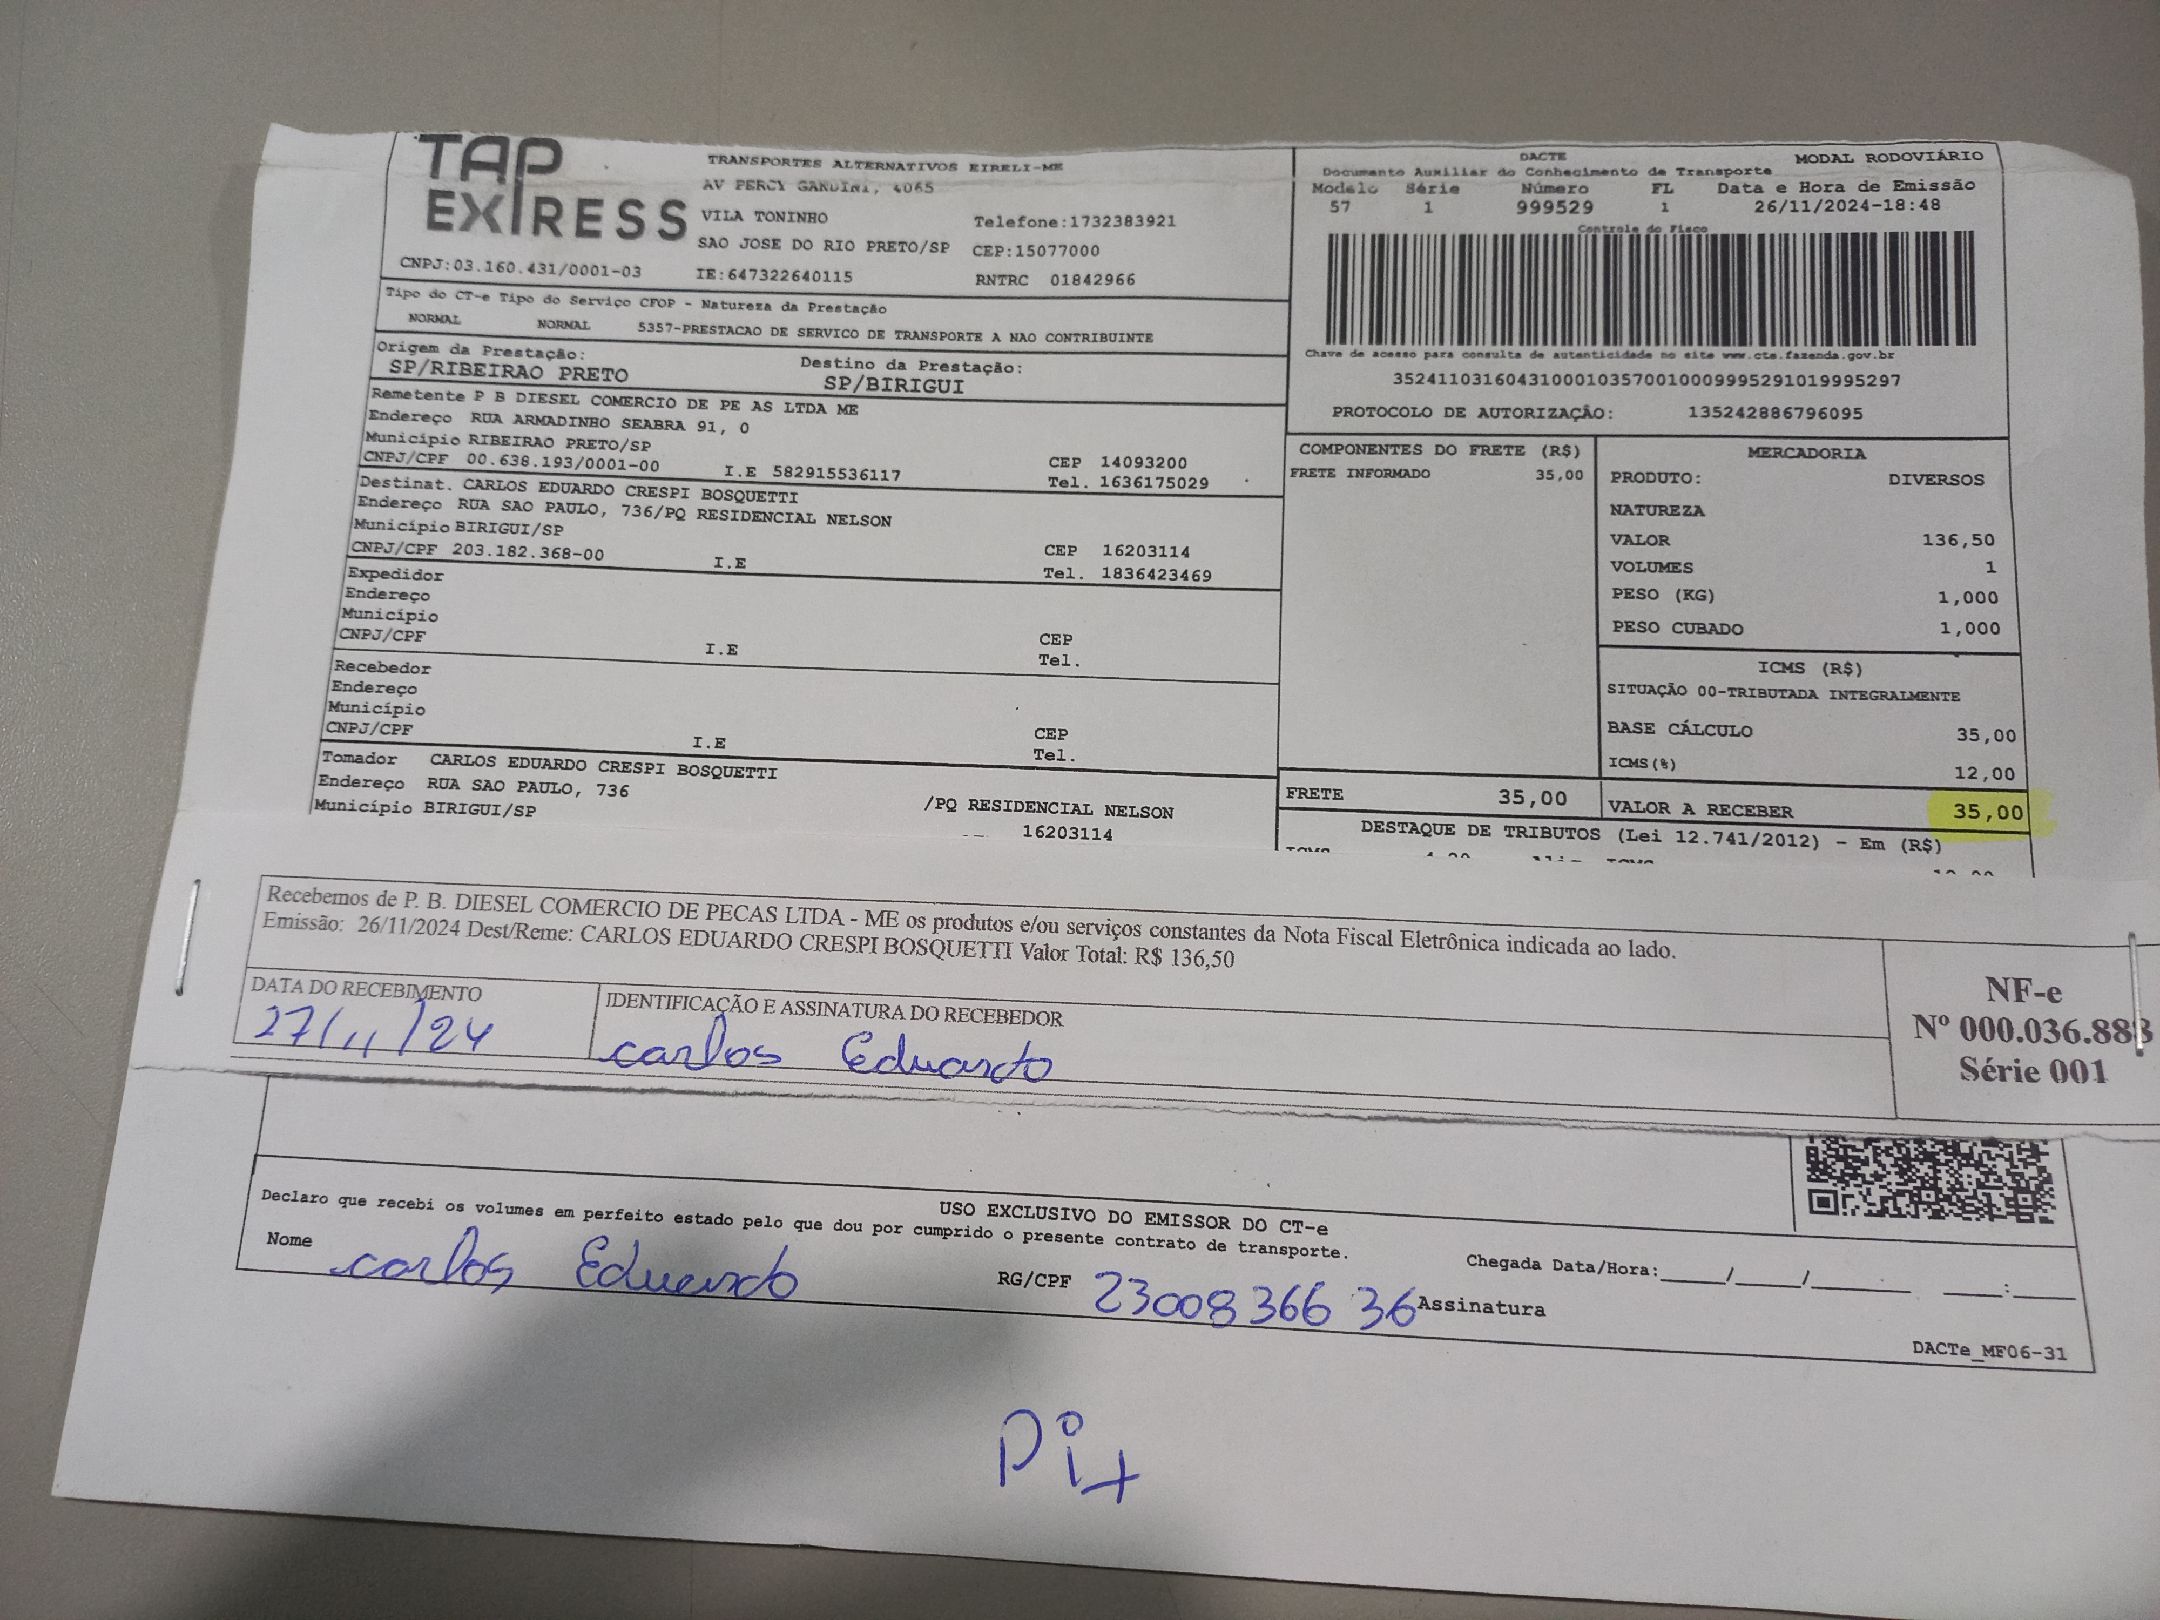 TAP
EXPRESS
TRANSPORTES ALTERNATIVOS EIRELI-ME
AV PERCY GANDINI, 4065
VILA TONINHO Telefone:1732383921
SAO JOSE DO RIO PRETO/SP CEP:15077000
CNPJ:03.160.431/0001-03 IE:647322640115 RNTRC 01842966
DACTE MODAL RODOVIÁRIO
Documento Auxiliar do Conhecimento de Transporte
Modelo Série Número FL Data e Hora de Emissão
57 1 999529 1 26/11/2024-18:48
Controle do Fisco
Chave de acesso para consulta de autenticidade no site www.cte.fazenda.gov.br
35241103160431000103570010009995291019995297
PROTOCOLO DE AUTORIZAÇÃO: 135242886796095
Tipo do CT-e Tipo do Serviço CFOP - Natureza da Prestação
NORMAL NORMAL 5357-PRESTACAO DE SERVICO DE TRANSPORTE A NAO CONTRIBUINTE
Origem da Prestação: Destino da Prestação:
SP/RIBEIRAO PRETO SP/BIRIGUI
Remetente P B DIESEL COMERCIO DE PE AS LTDA ME
Endereço RUA ARMADINHO SEABRA 91, 0
Município RIBEIRAO PRETO/SP CEP 14093200
CNPJ/CPF 00.638.193/0001-00 I.E 582915536117 Tel. 1636175029
Destinat. CARLOS EDUARDO CRESPI BOSQUETTI
Endereço RUA SAO PAULO, 736/PQ RESIDENCIAL NELSON
Município BIRIGUI/SP CEP 16203114
CNPJ/CPF 203.182.368-00 I.E Tel. 1836423469
Expedidor
Endereço
Município CEP
CNPJ/CPF I.E Tel.
Recebedor
Endereço
Município CEP
CNPJ/CPF I.E Tel.
Tomador CARLOS EDUARDO CRESPI BOSQUETTI
Endereço RUA SAO PAULO, 736 /PQ RESIDENCIAL NELSON
Município BIRIGUI/SP 16203114
COMPONENTES DO FRETE (R$)
FRETE INFORMADO 35,00
MERCADORIA
PRODUTO: DIVERSOS
NATUREZA
VALOR 136,50
VOLUMES 1
PESO (KG) 1,000
PESO CUBADO 1,000
ICMS (R$)
SITUAÇÃO 00-TRIBUTADA INTEGRALMENTE
BASE CÁLCULO 35,00
ICMS(%) 12,00
FRETE 35,00 VALOR A RECEBER 35,00
DESTAQUE DE TRIBUTOS (Lei 12.741/2012) - Em (R$)
Recebemos de P. B. DIESEL COMERCIO DE PECAS LTDA - ME os produtos e/ou serviços constantes da Nota Fiscal Eletrônica indicada ao lado.
Emissão: 26/11/2024 Dest/Reme: CARLOS EDUARDO CRESPI BOSQUETTI Valor Total: R$ 136,50
DATA DO RECEBIMENTO IDENTIFICAÇÃO E ASSINATURA DO RECEBEDOR
27/11/24 Carlos Eduardo
NF-e
Nº 000.036.883
Série 001
USO EXCLUSIVO DO EMISSOR DO CT-e
Declaro que recebi os volumes em perfeito estado pelo que dou por cumprido o presente contrato de transporte.
Nome Carlos Eduardo RG/CPF 23008366 36 Assinatura Chegada Data/Hora:_____/_____/________ _____:_____
DACTe_MF06-31
Pix